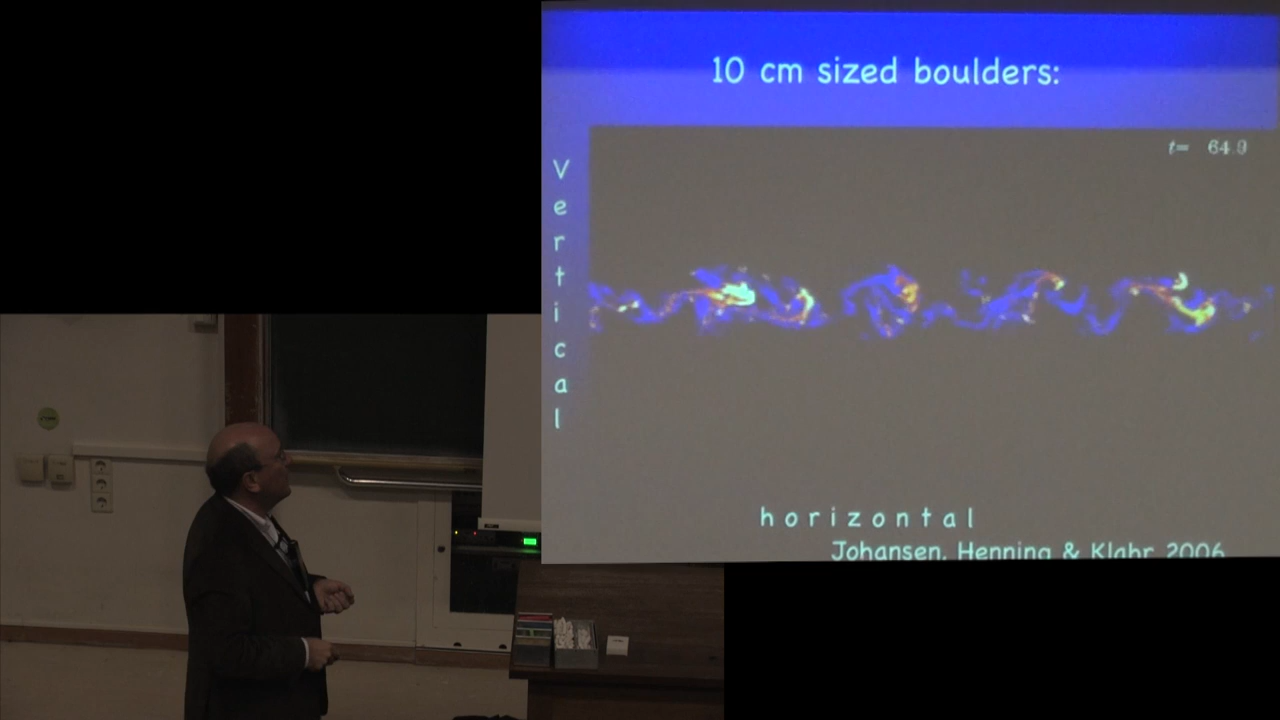 10 cm sized boulders:
t= 64.9
Vertical
horizontal
Johansen, Henning & Klahr 2006